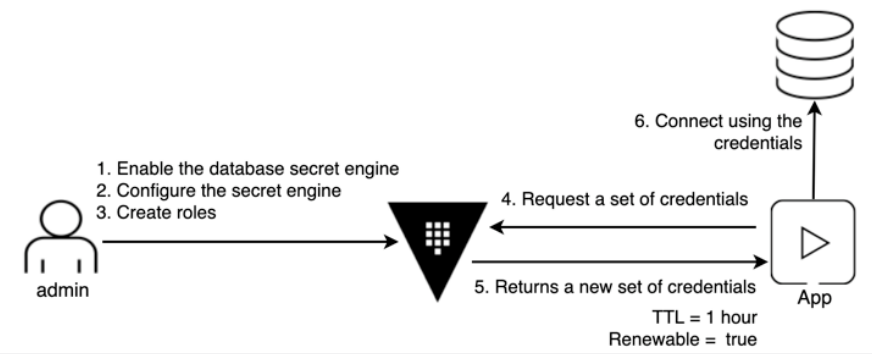 6. Connect using the
credentials
1. Enable the database secret engine
2. Configure the secret engine
3. Create roles
4. Request a set of credentials
5. Returns a new set of credentials
TTL = 1 hour
Renewable = true
admin
App